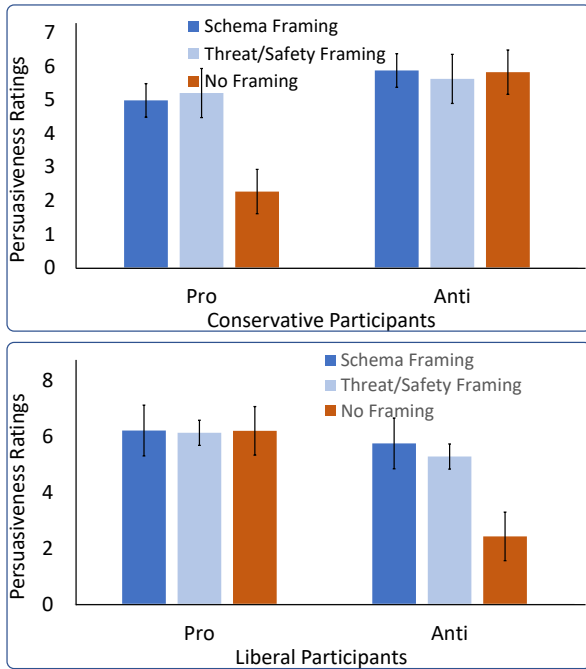 Persuasiveness Ratings
7
6
5
4
3
2
1
0
Schema Framing
Threat/Safety Framing
No Framing
Pro
Anti
Conservative Participants
Persuasiveness Ratings
8
6
4
2
0
Schema Framing
Threat/Safety Framing
No Framing
Pro
Anti
Liberal Participants